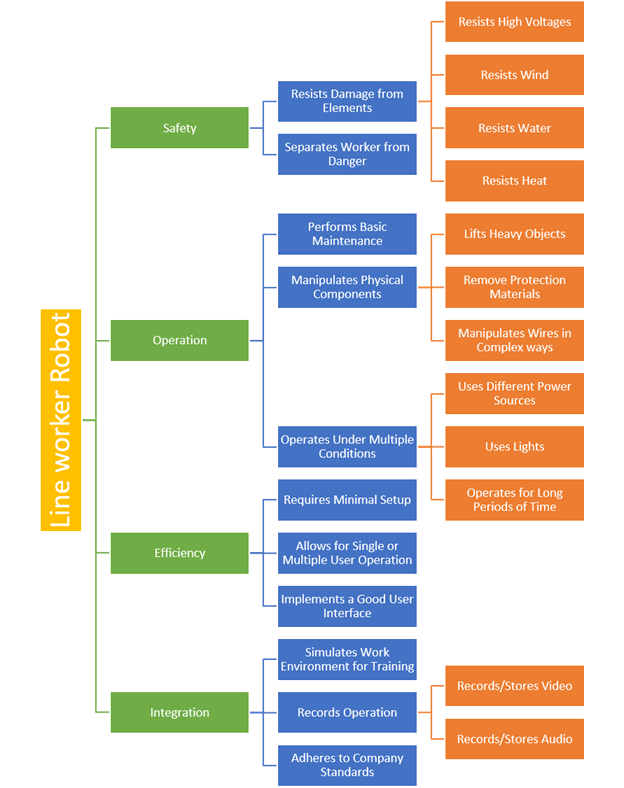 Line worker Robot
Safety
Resists Damage from
Elements
Resists High Voltages
Resists Wind
Resists Water
Resists Heat
Separates Worker from
Danger
Operation
Performs Basic
Maintenance
Manipulates Physical
Components
Lifts Heavy Objects
Remove Protection
Materials
Manipulates Wires in
Complex ways
Operates Under Multiple
Conditions
Uses Different Power
Sources
Uses Lights
Operates for Long
Periods of Time
Efficiency
Requires Minimal Setup
Allows for Single or
Multiple User Operation
Implements a Good User
Interface
Integration
Simulates Work
Environment for Training
Records Operation
Records/Stores Video
Records/Stores Audio
Adheres to Company
Standards